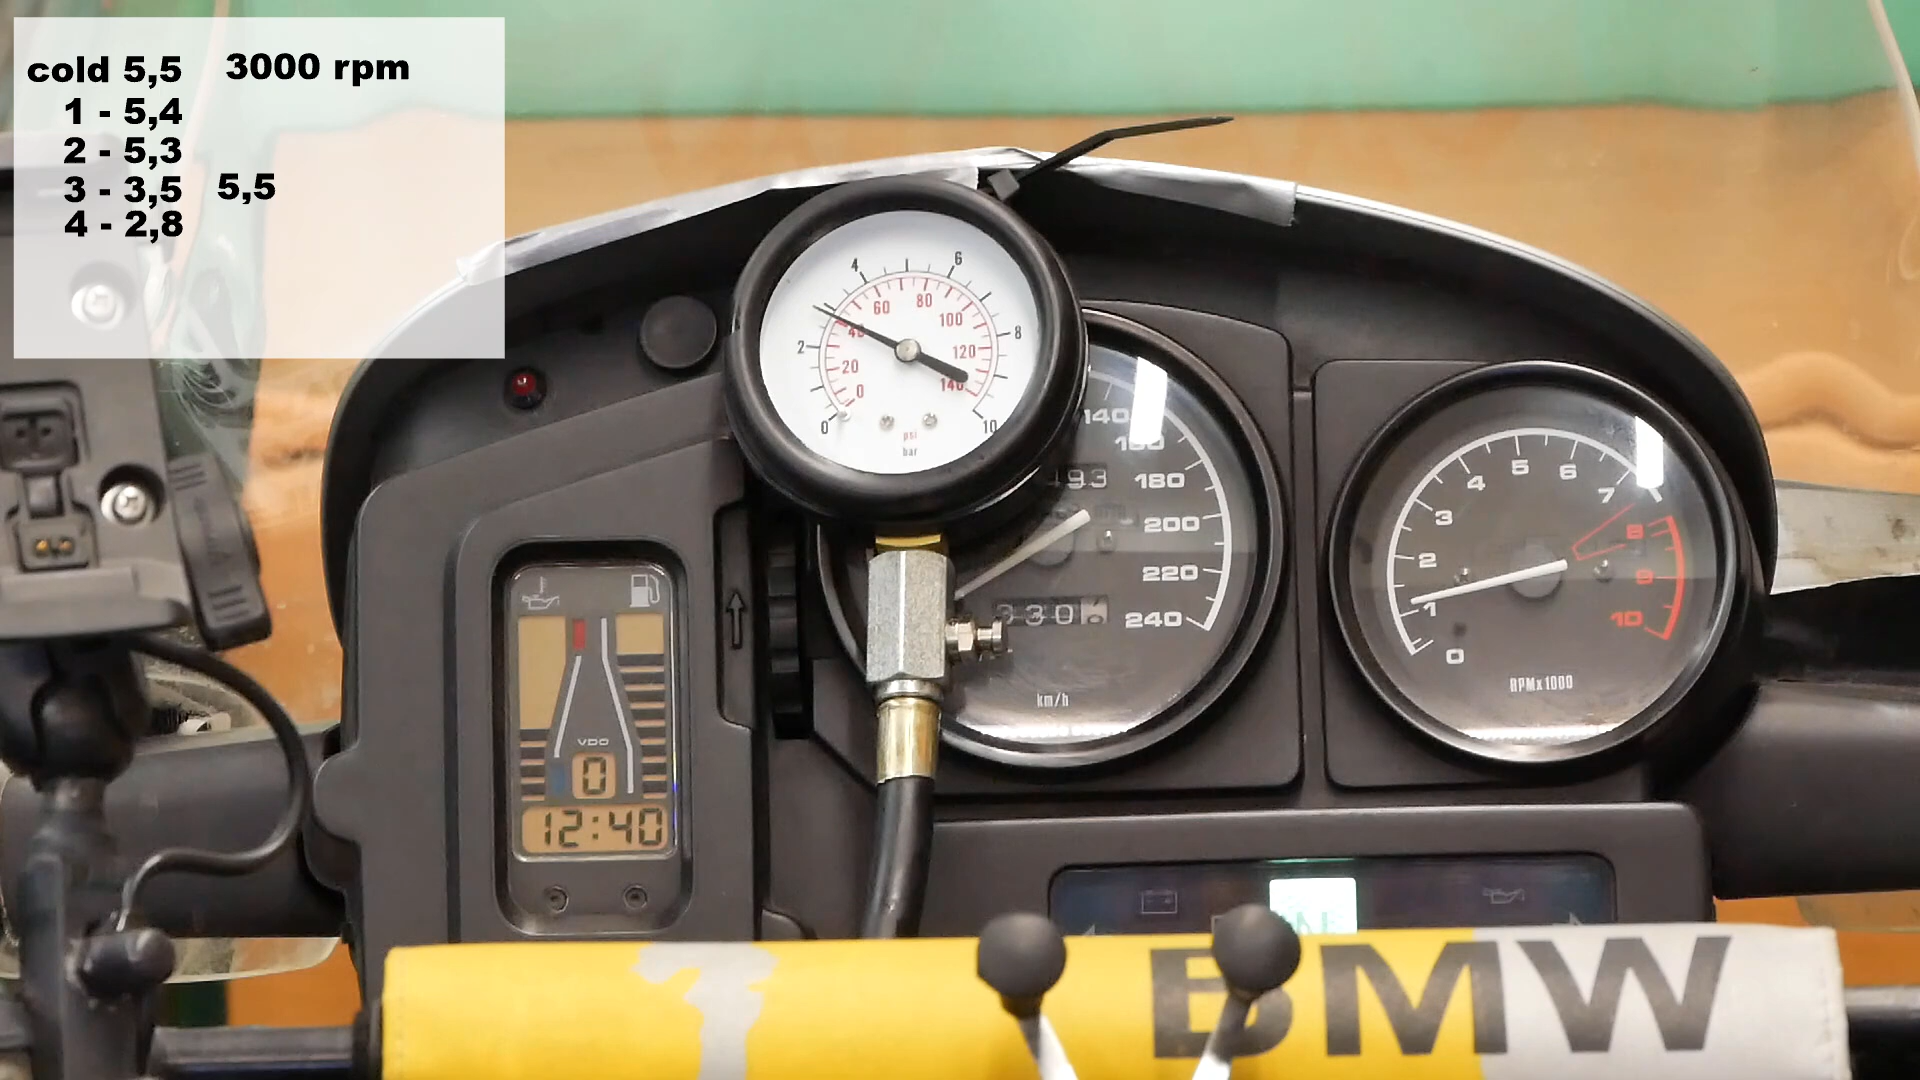 cold 5,5 3000 rpm
1 - 5,4
2 - 5,3
3 - 3,5 5,5
4 - 2,8
0 2 4 6 8 10
0 20 40 60 80 100 120 140
psi
bar
140
160
180
200
220
240
493
330
km/h
0 1 2 3 4 5 6 7 8 9 10
RPMx1000
VDO
0
12:40
N
BMW